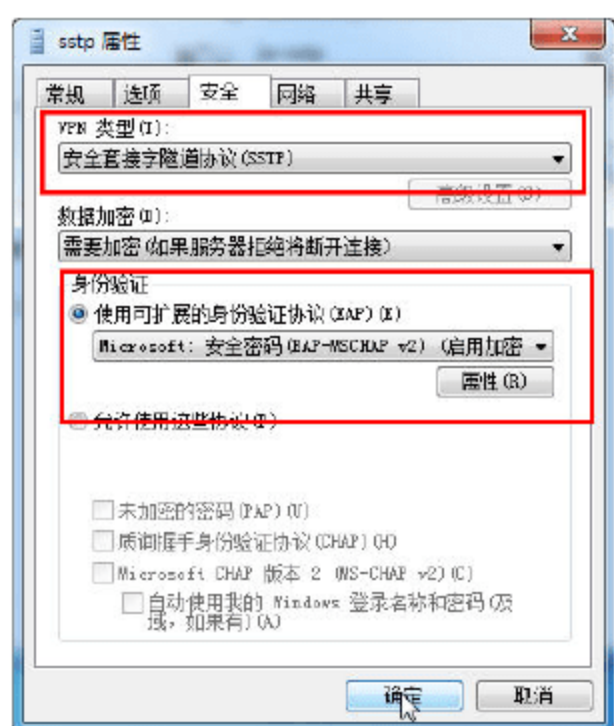 sstp 属性
常规 选项 安全 网络 共享
VPN 类型(T):
安全套接字隧道协议(SSTP)
高级设置(S)
数据加密(D):
需要加密(如果服务器拒绝将断开连接)
身份验证
使用可扩展的身份验证协议(EAP)(E)
Microsoft: 安全密码(EAP-MSCHAP v2) (启用加密
属性(R)
允许使用这些协议(P)
未加密的密码(PAP)(U)
质询握手身份验证协议(CHAP)(H)
Microsoft CHAP 版本 2 (MS-CHAP v2)(C)
自动使用我的 Windows 登录名称和密码(及
域，如果有)(A)
确定 取消